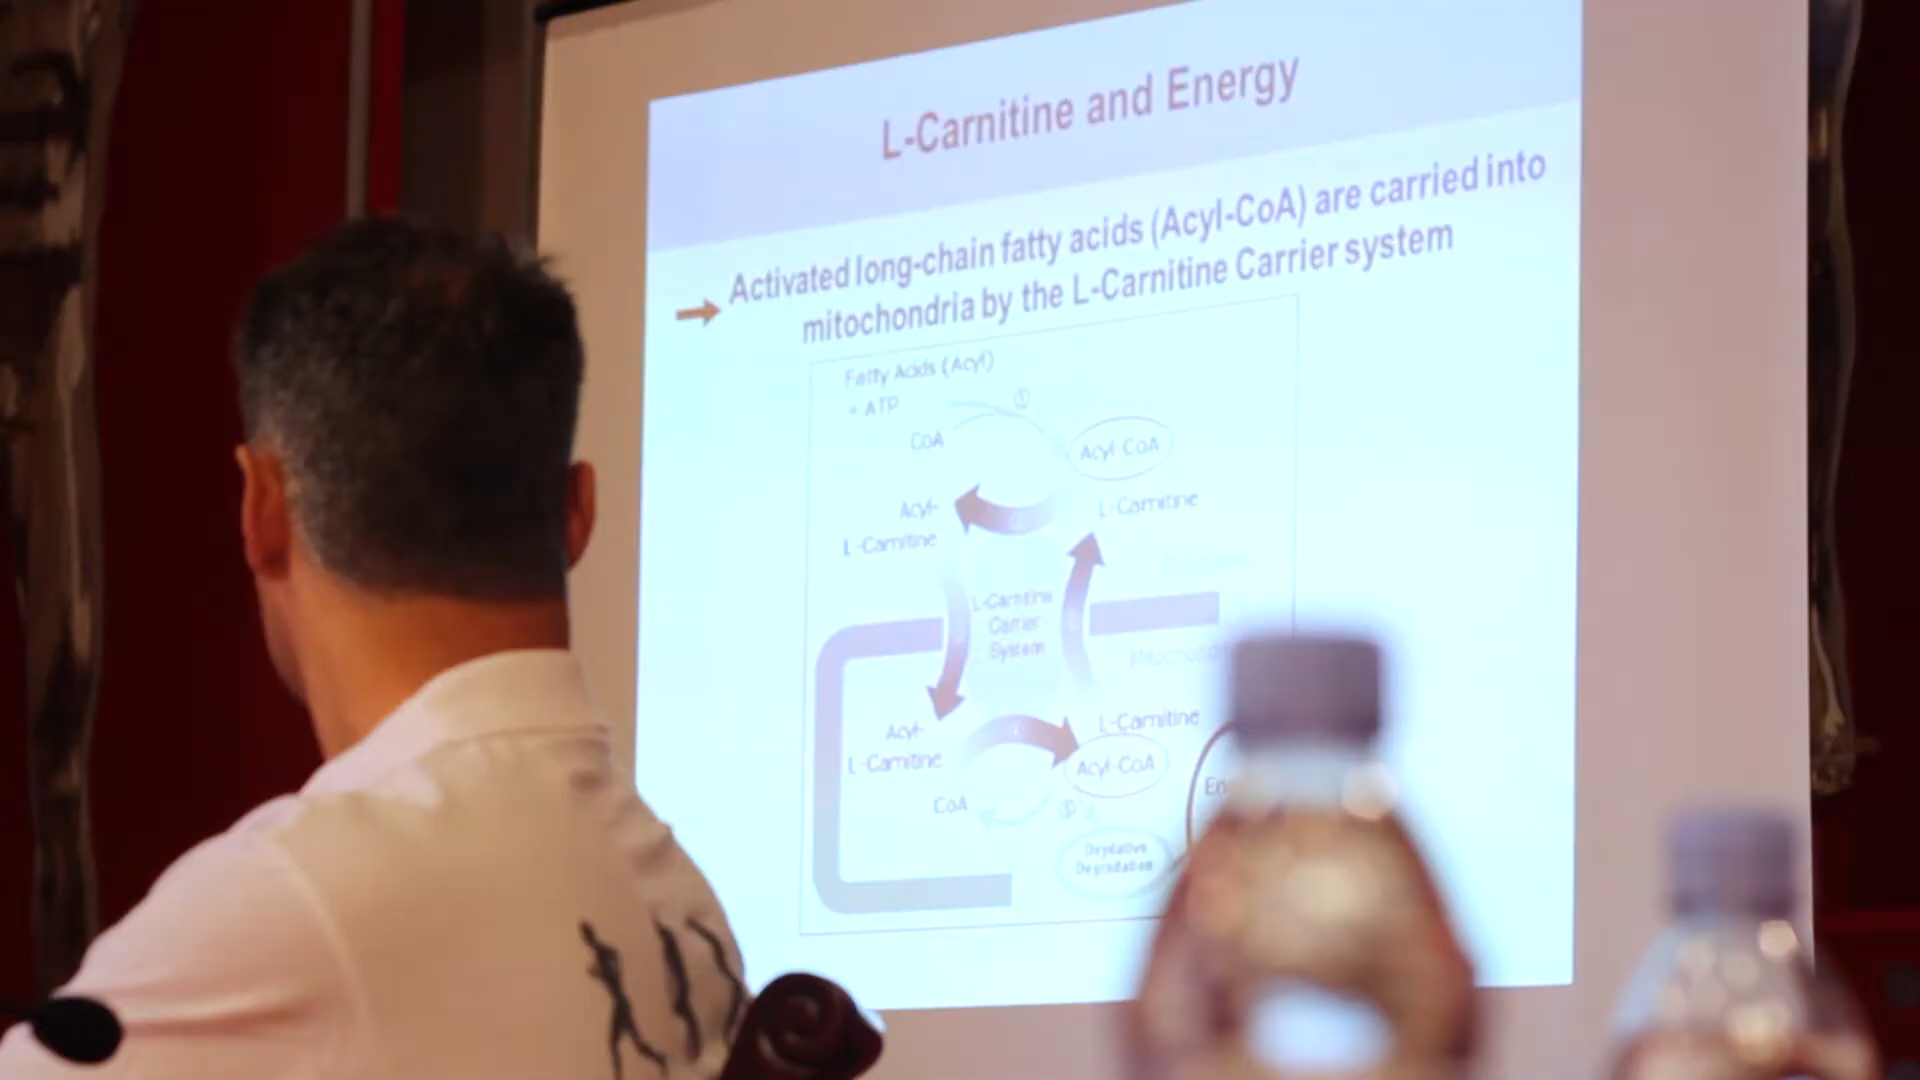 L-Carnitine and Energy
Activated long-chain fatty acids (Acyl-CoA) are carried into
mitochondria by the L-Carnitine Carrier system
Fatty Acids (Acyl)
+ ATP
①
CoA
Acyl-CoA
Acyl-
L-Carnitine
L-Carnitine
L-Carnitine
Carrier
System
Acyl-
L-Carnitine
L-Carnitine
Acyl-CoA
CoA
Oxydative
Degradation